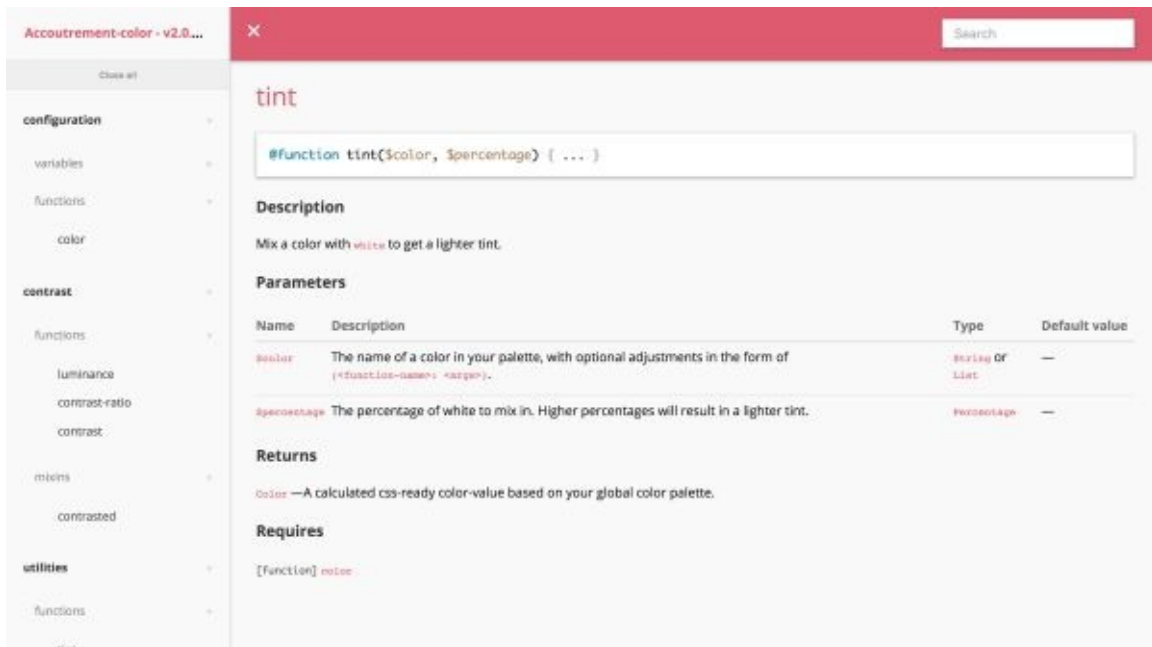 Accoutrement-color - v2.0....
×
Search
Close all
configuration
variables
functions
color
contrast
functions
luminance
contrast-ratio
contrast
mixins
contrasted
utilities
functions
tint
@function tint($color, $percentage) { ... }
Description
Mix a color with white to get a lighter tint.
Parameters
Name Description Type Default value
$color The name of a color in your palette, with optional adjustments in the form of String or —
(<function-name>: <args>). List
$percentage The percentage of white to mix in. Higher percentages will result in a lighter tint. Percentage —
Returns
Color —A calculated css-ready color-value based on your global color palette.
Requires
[function] color